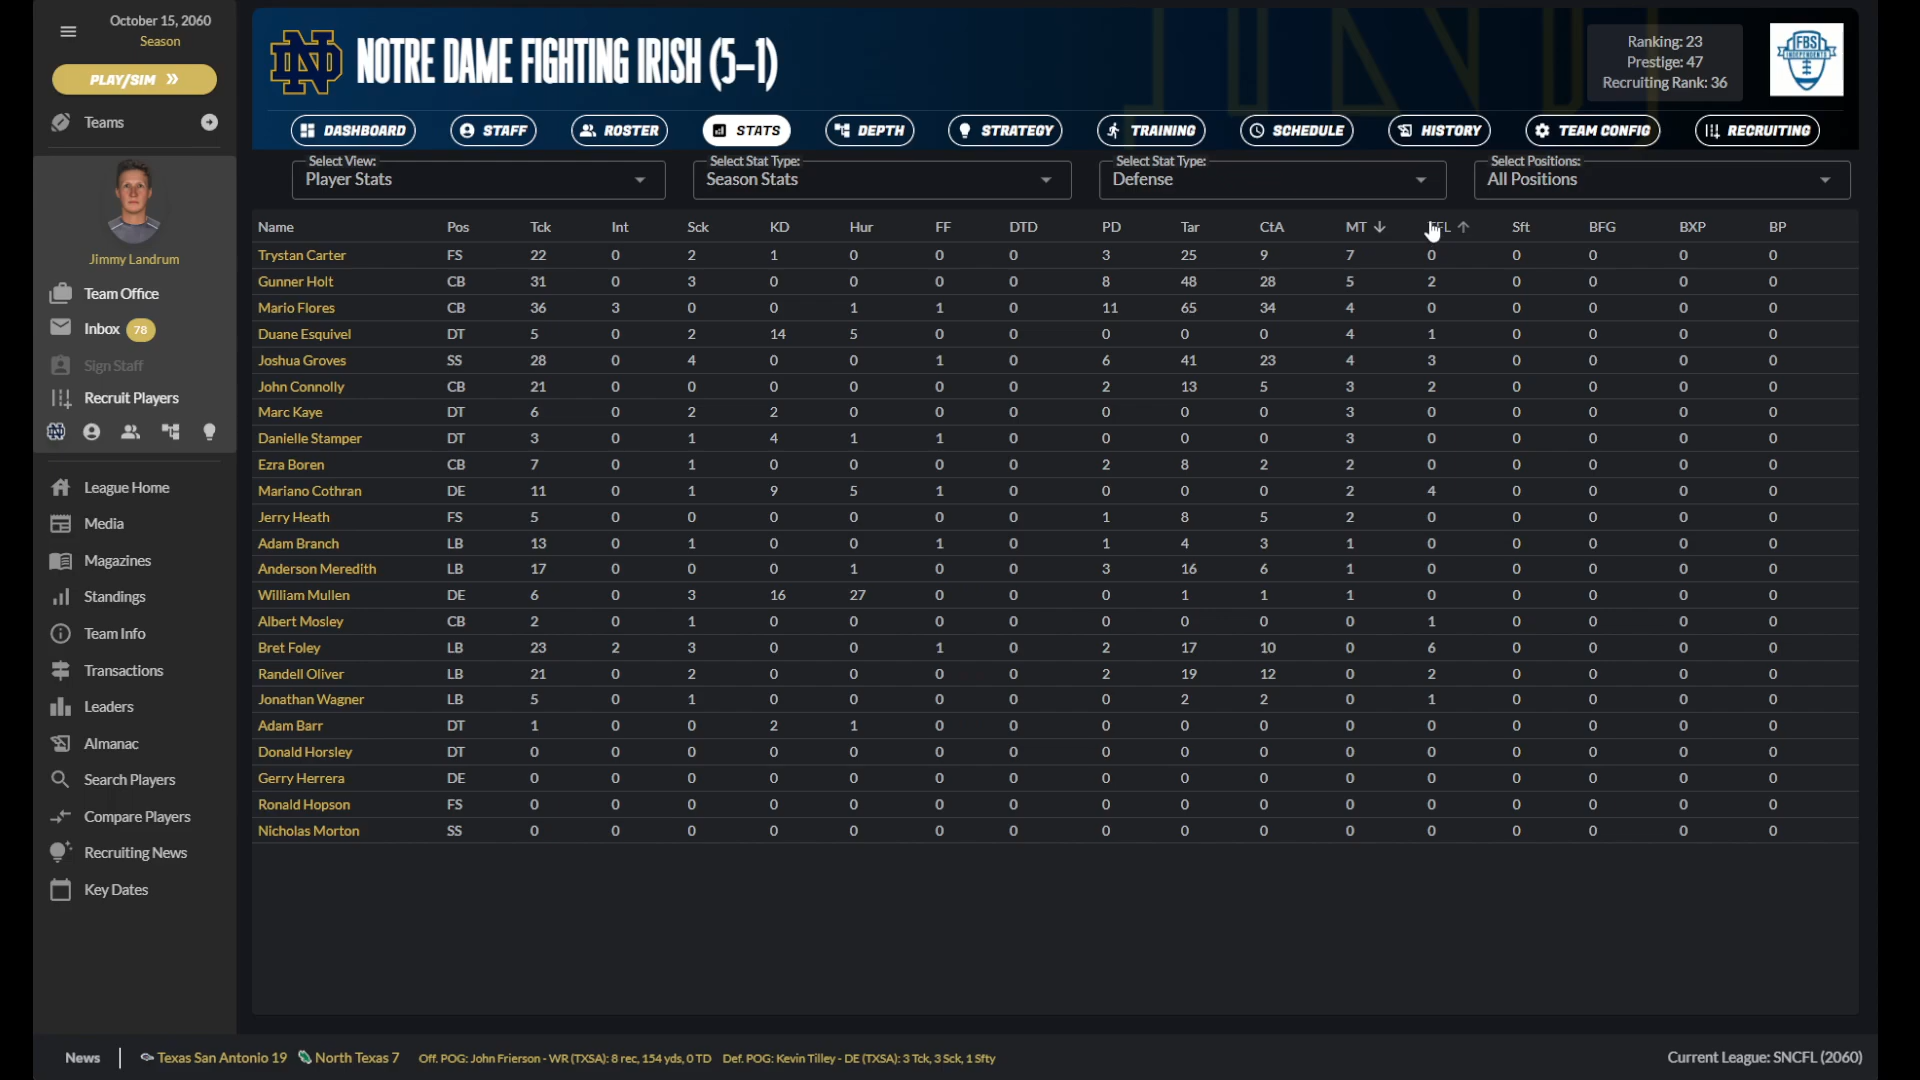 October 15, 2060
Season
PLAY/SIM
Teams
Jimmy Landrum
Team Office
Inbox 78
Sign Staff
Recruit Players
League Home
Media
Magazines
Standings
Team Info
Transactions
Leaders
Almanac
Search Players
Compare Players
Recruiting News
Key Dates
NOTRE DAME FIGHTING IRISH (5–1)
Ranking: 23
Prestige: 47
Recruiting Rank: 36
FBS
INDEPENDENTS
DASHBOARD STAFF ROSTER STATS DEPTH STRATEGY TRAINING SCHEDULE HISTORY TEAM CONFIG RECRUITING
Select View: Select Stat Type: Select Stat Type: Select Positions:
Player Stats Season Stats Defense All Positions
Name Pos Tck Int Sck KD Hur FF DTD PD Tar CtA MT FL Sft BFG BXP BP
Trystan Carter FS 22 0 2 1 0 0 0 3 25 9 7 0 0 0 0 0
Gunner Holt CB 31 0 3 0 0 0 0 8 48 28 5 2 0 0 0 0
Mario Flores CB 36 3 0 0 1 1 0 11 65 34 4 0 0 0 0 0
Duane Esquivel DT 5 0 2 14 5 0 0 0 0 0 4 1 0 0 0 0
Joshua Groves SS 28 0 4 0 0 1 0 6 41 23 4 3 0 0 0 0
John Connolly CB 21 0 0 0 0 0 0 2 13 5 3 2 0 0 0 0
Marc Kaye DT 6 0 2 2 0 0 0 0 0 0 3 0 0 0 0 0
Danielle Stamper DT 3 0 1 4 1 1 0 0 0 0 3 0 0 0 0 0
Ezra Boren CB 7 0 1 0 0 0 0 2 8 2 2 0 0 0 0 0
Mariano Cothran DE 11 0 1 9 5 1 0 0 0 0 2 4 0 0 0 0
Jerry Heath FS 5 0 0 0 0 0 0 1 8 5 2 0 0 0 0 0
Adam Branch LB 13 0 1 0 0 1 0 1 4 3 1 0 0 0 0 0
Anderson Meredith LB 17 0 0 0 1 0 0 3 16 6 1 0 0 0 0 0
William Mullen DE 6 0 3 16 27 0 0 0 1 1 1 0 0 0 0 0
Albert Mosley CB 2 0 1 0 0 0 0 0 0 0 0 1 0 0 0 0
Bret Foley LB 23 2 3 0 0 1 0 2 17 10 0 6 0 0 0 0
Randell Oliver LB 21 0 2 0 0 0 0 2 19 12 0 2 0 0 0 0
Jonathan Wagner LB 5 0 1 0 0 0 0 0 2 2 0 1 0 0 0 0
Adam Barr DT 1 0 0 2 1 0 0 0 0 0 0 0 0 0 0 0
Donald Horsley DT 0 0 0 0 0 0 0 0 0 0 0 0 0 0 0 0
Gerry Herrera DE 0 0 0 0 0 0 0 0 0 0 0 0 0 0 0 0
Ronald Hopson FS 0 0 0 0 0 0 0 0 0 0 0 0 0 0 0 0
Nicholas Morton SS 0 0 0 0 0 0 0 0 0 0 0 0 0 0 0 0
News Texas San Antonio 19 North Texas 7 Off. POG: John Frierson - WR (TXSA): 8 rec, 154 yds, 0 TD Def. POG: Kevin Tilley - DE (TXSA): 3 Tck, 3 Sck, 1 Sfty Current League: SNCFL (2060)